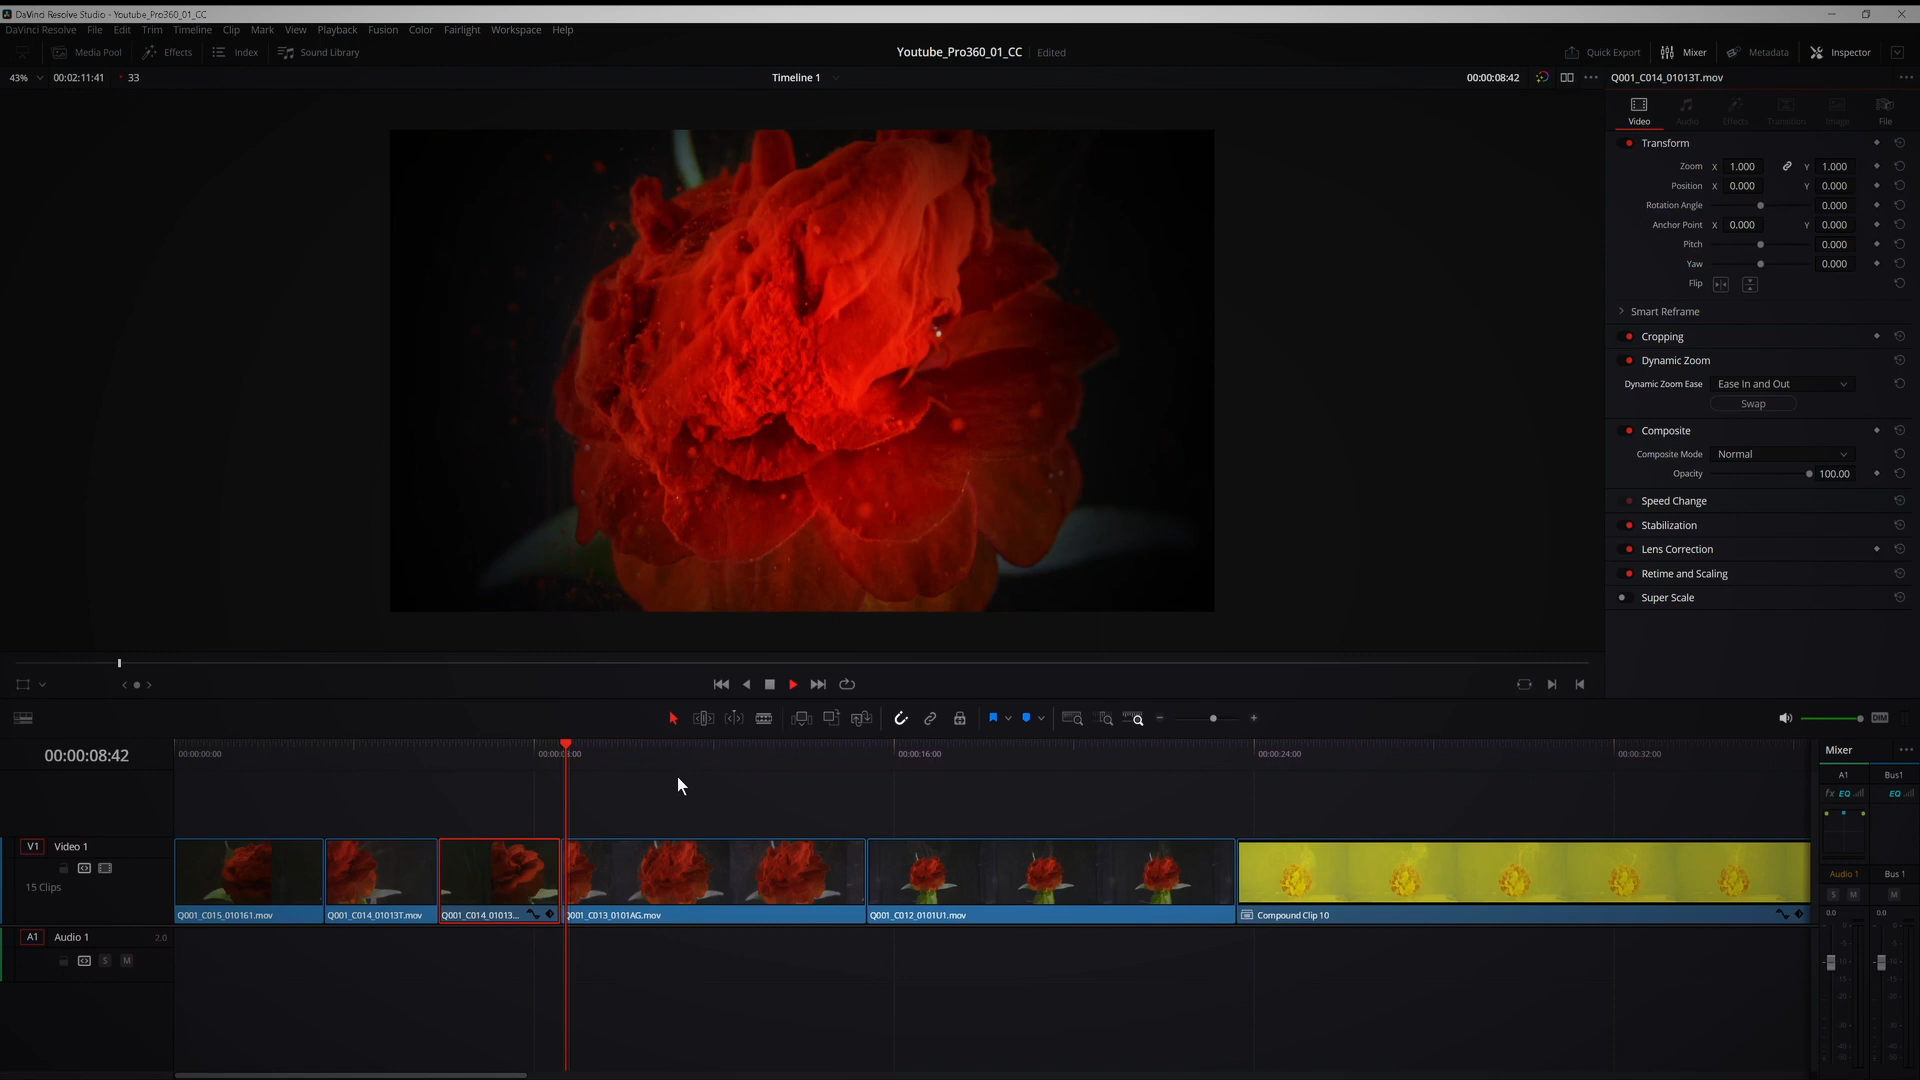 DaVinci Resolve Studio - Youtube_Pro360_01_CC
DaVinci Resolve File Edit Trim Timeline Clip Mark View Playback Fusion Color Fairlight Workspace Help
Media Pool Effects Index Sound Library Youtube_Pro360_01_CC Edited Quick Export Mixer Metadata Inspector
43% 00:02:11:41 33 Timeline 1 00:00:08:42 Q001_C014_01013T.mov
Video Audio Effects Transition Image File
Transform
Zoom X 1.000 Y 1.000
Position X 0.000 Y 0.000
Rotation Angle 0.000
Anchor Point X 0.000 Y 0.000
Pitch 0.000
Yaw 0.000
Flip
Smart Reframe
Cropping
Dynamic Zoom
Dynamic Zoom Ease Ease In and Out
Swap
Composite
Composite Mode Normal
Opacity 100.00
Speed Change
Stabilization
Lens Correction
Retime and Scaling
Super Scale
DIM
00:00:08:42 00:00:00:00 00:00:16:00 00:00:24:00 00:00:32:00
Mixer
A1 Bus1
fx EQ EQ
V1 Video 1
15 Clips
Q001_C015_010161.mov Q001_C014_01013T.mov Q001_C014_01013... Q001_C013_0101AG.mov Q001_C012_0101U1.mov Compound Clip 10
Audio 1 Bus 1
S M M
0.0 0.0
A1 Audio 1 2.0
S M